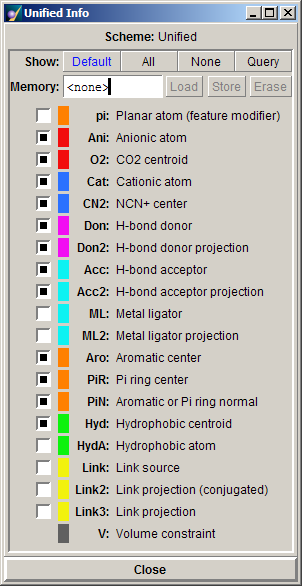 Unified Info
Scheme: Unified
Show: Default All None Query
Memory: <none> Load Store Erase
pi: Planar atom (feature modifier)
Ani: Anionic atom
O2: CO2 centroid
Cat: Cationic atom
CN2: NCN+ center
Don: H-bond donor
Don2: H-bond donor projection
Acc: H-bond acceptor
Acc2: H-bond acceptor projection
ML: Metal ligator
ML2: Metal ligator projection
Aro: Aromatic center
PiR: Pi ring center
PiN: Aromatic or Pi ring normal
Hyd: Hydrophobic centroid
HydA: Hydrophobic atom
Link: Link source
Link2: Link projection (conjugated)
Link3: Link projection
V: Volume constraint
Close